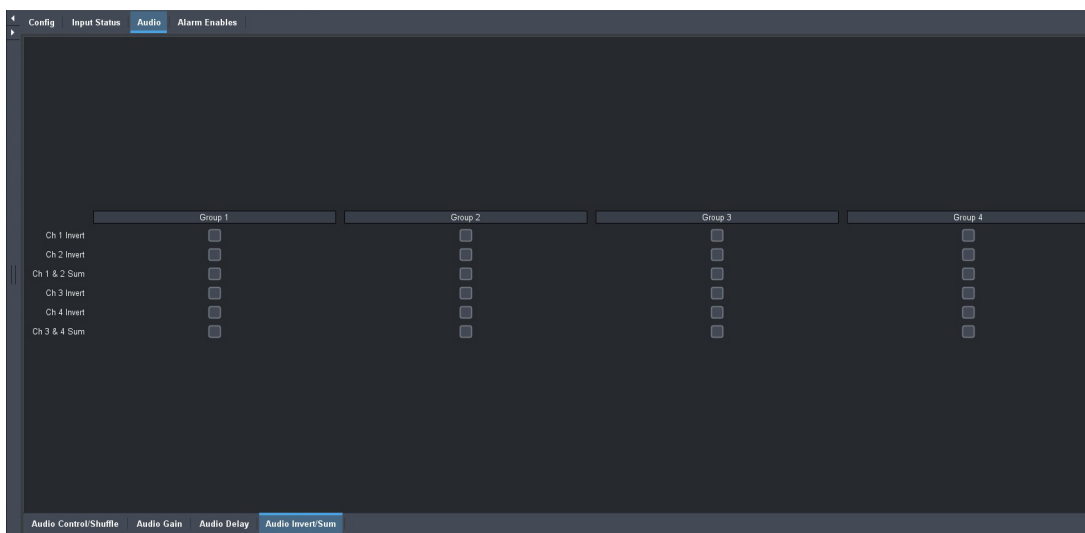 Config Input Status Audio Alarm Enables
Group 1 Group 2 Group 3 Group 4
Ch 1 Invert
Ch 2 Invert
Ch 1 & 2 Sum
Ch 3 Invert
Ch 4 Invert
Ch 3 & 4 Sum
Audio Control/Shuffle Audio Gain Audio Delay Audio Invert/Sum